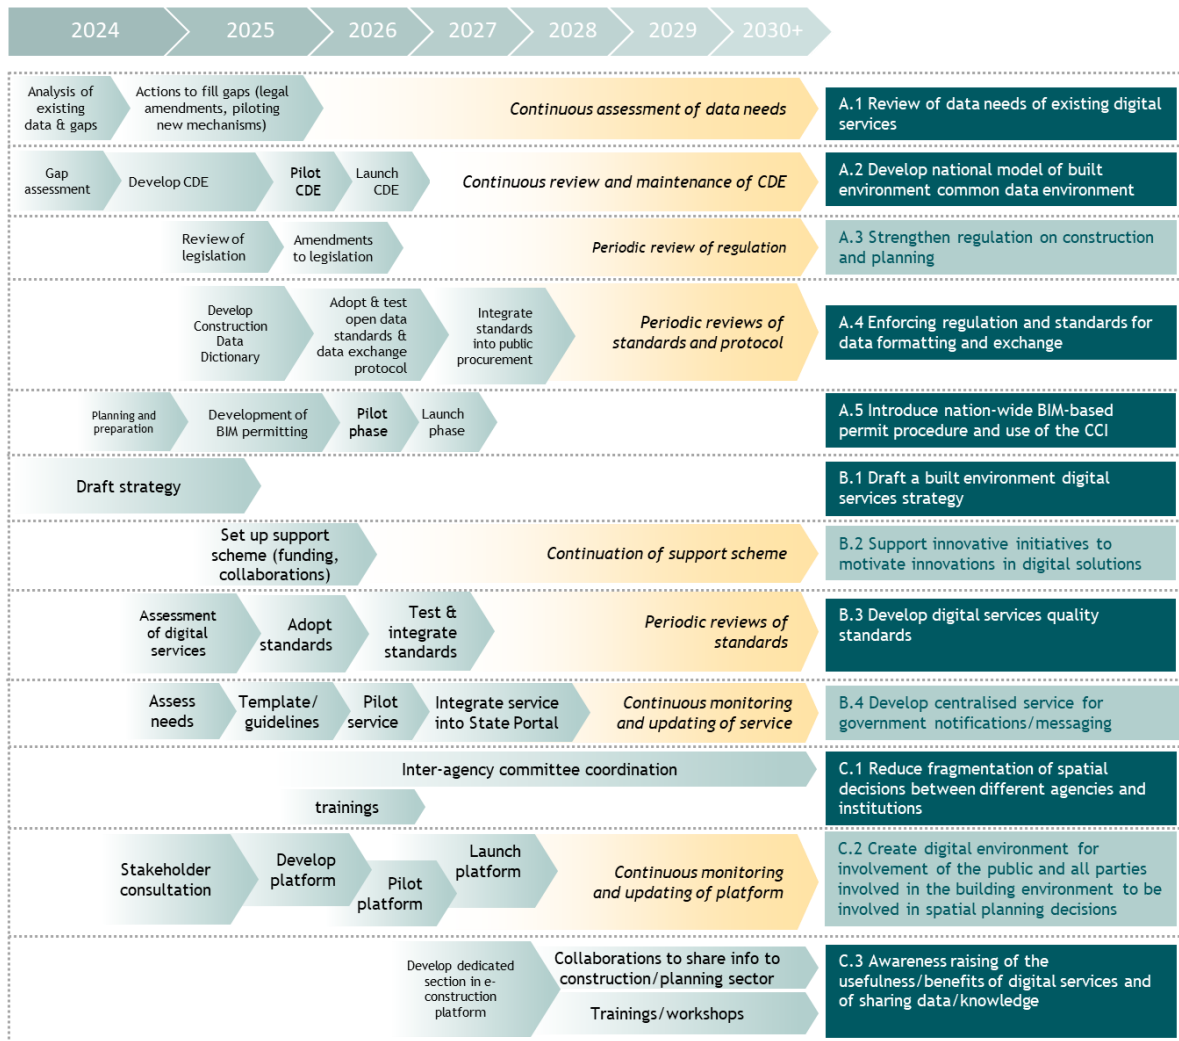 2024 2025 2026 2027 2028 2029 2030+
Analysis of
existing
data & gaps
Actions to fill gaps (legal
amendments, piloting
new mechanisms)
Continuous assessment of data needs
A.1 Review of data needs of existing digital
services
Gap
assessment
Develop CDE
Pilot
CDE
Launch
CDE
Continuous review and maintenance of CDE
A.2 Develop national model of built
environment common data environment
Review of
legislation
Amendments
to legislation
Periodic review of regulation
A.3 Strengthen regulation on construction
and planning
Develop
Construction
Data
Dictionary
Adopt & test
open data
standards &
data exchange
protocol
Integrate
standards
into public
procurement
Periodic reviews of
standards and protocol
A.4 Enforcing regulation and standards for
data formatting and exchange
Planning and
preparation
Development of
BIM permitting
Pilot
phase
Launch
phase
A.5 Introduce nation-wide BIM-based
permit procedure and use of the CCI
Draft strategy
B.1 Draft a built environment digital
services strategy
Set up support
scheme (funding,
collaborations)
Continuation of support scheme
B.2 Support innovative initiatives to
motivate innovations in digital solutions
Assessment
of digital
services
Adopt
standards
Test &
integrate
standards
Periodic reviews of
standards
B.3 Develop digital services quality
standards
Assess
needs
Template/
guidelines
Pilot
service
Integrate service
into State Portal
Continuous monitoring
and updating of service
B.4 Develop centralised service for
government notifications/messaging
Inter-agency committee coordination
trainings
C.1 Reduce fragmentation of spatial
decisions between different agencies and
institutions
Stakeholder
consultation
Develop
platform
Pilot
platform
Launch
platform
Continuous monitoring
and updating of platform
C.2 Create digital environment for
involvement of the public and all parties
involved in the building environment to be
involved in spatial planning decisions
Develop dedicated
section in e-
construction
platform
Collaborations to share info to
construction/planning sector
Trainings/workshops
C.3 Awareness raising of the
usefulness/benefits of digital services and
of sharing data/knowledge